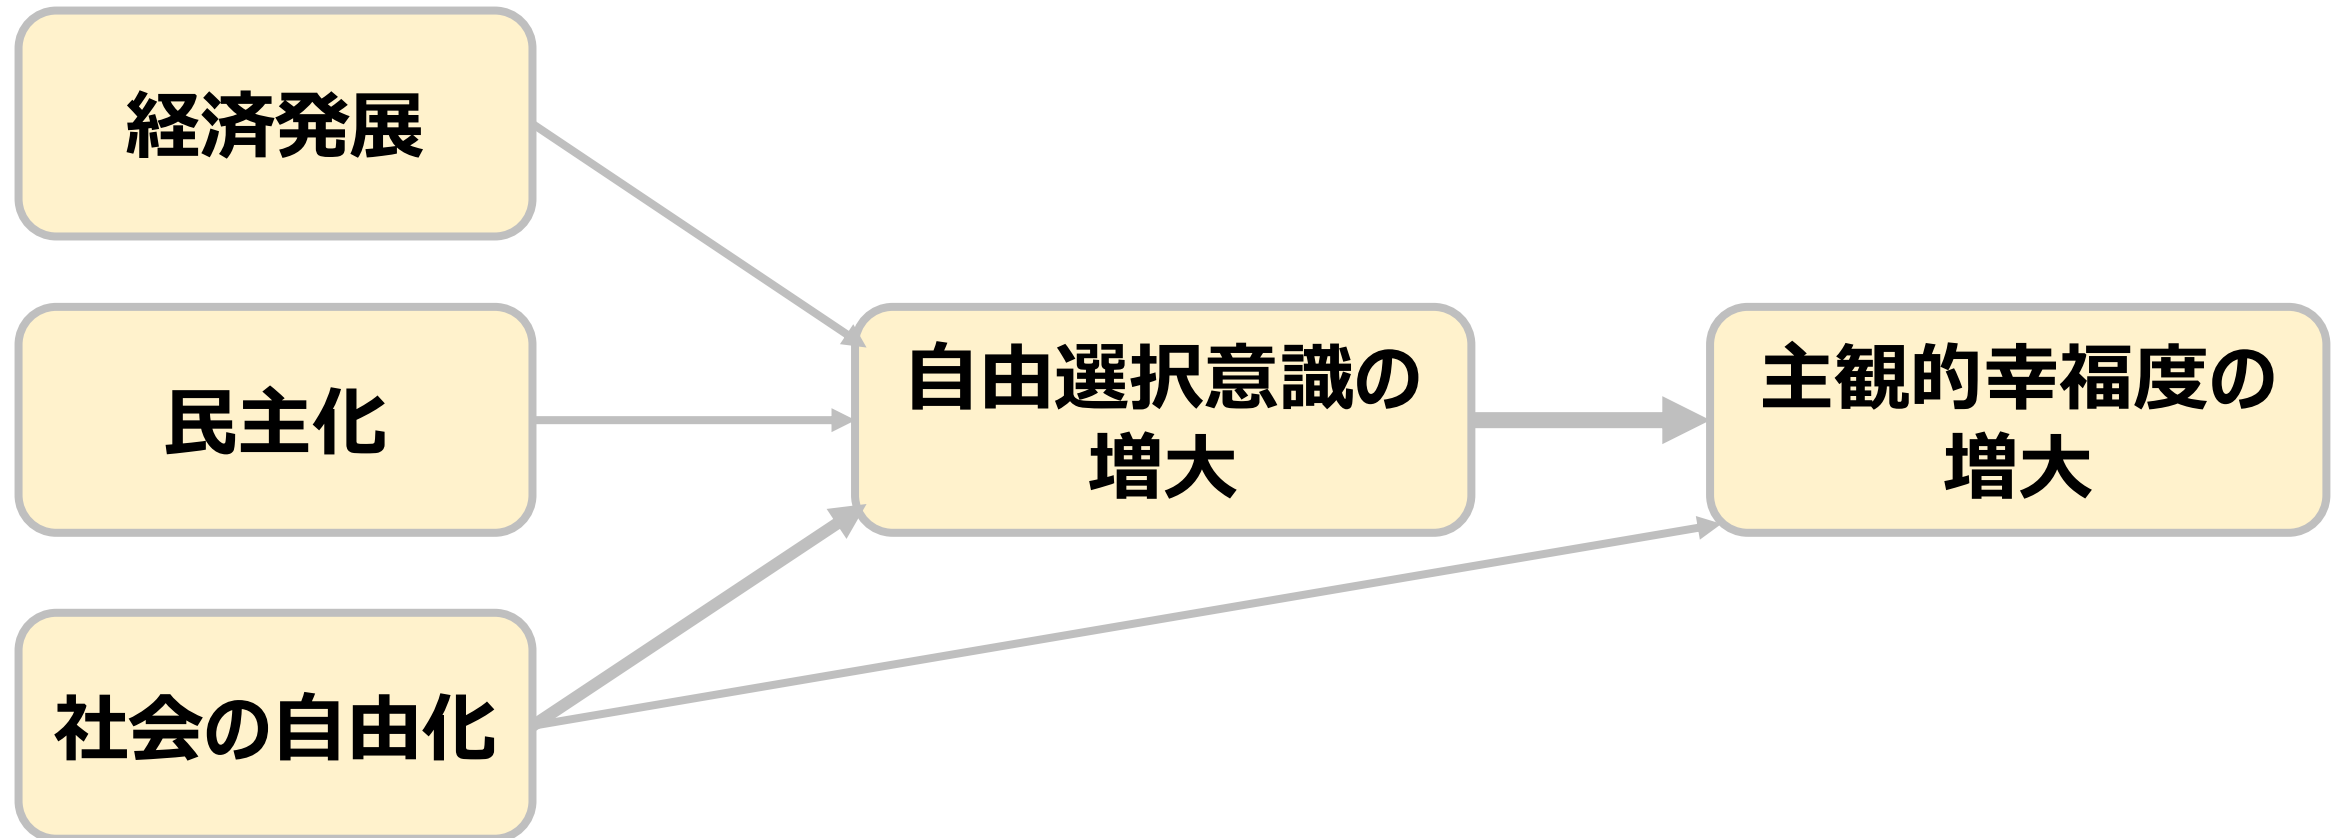 経済発展
民主化
社会の自由化
自由選択意識の
増大
主観的幸福度の
増大